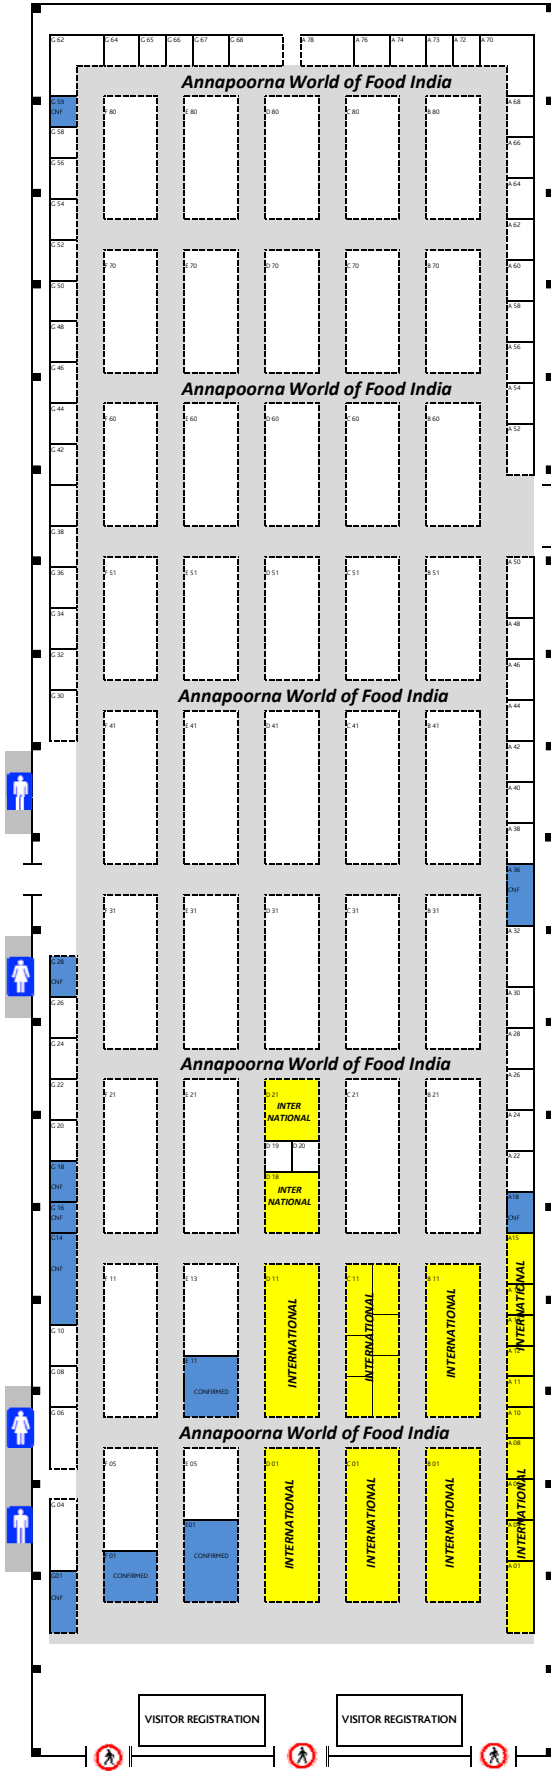 G 62 G 64 G 65 G 66 G 67 G 68 A 78 A 76 A 74 A 73 A 72 A 70
Annapoorna World of Food India
G 59
CNF
F 80 E 80 D 80 C 80 B 80
A 68
G 58
A 66
G 56
A 64
G 54
A 62
G 52
F 70 E 70 D 70 C 70 B 70
A 60
G 50
A 58
G 48
A 56
G 46
Annapoorna World of Food India
A 54
G 44
F 60 E 60 D 60 C 60 B 60
A 52
G 42
G 38
A 50
G 36
F 51 E 51 D 51 C 51 B 51
G 34
A 48
G 32
A 46
G 30
Annapoorna World of Food India
A 44
F 41 E 41 D 41 C 41 B 41
A 42
A 40
A 38
A 36
CNF
F 31 E 31 D 31 C 31 B 31
A 32
G 28
CNF
A 30
G 26
A 28
G 24
Annapoorna World of Food India
A 26
G 22
F 21 E 21 D 21 C 21 B 21
INTER
NATIONAL
A 24
G 20
D 19 D 20
A 22
G 18
CNF
D 18
INTER
NATIONAL
A18
CNF
G 16
CNF
G14
CNF
A15
F 11 E 13 D 11 C 11 B 11
INTERNATIONAL
INTERNATIONAL
INTERNATIONAL
INTERNATIONAL
G 10
E 11
CONFIRMED
G 08
A 11
G 06
A 10
Annapoorna World of Food India
A 08
F 05 E 05 D 01 C 01 B 01
INTERNATIONAL
INTERNATIONAL
INTERNATIONAL
INTERNATIONAL
G 04
E01
CONFIRMED
F 01
CONFIRMED
A 01
G01
CNF
VISITOR REGISTRATION VISITOR REGISTRATION